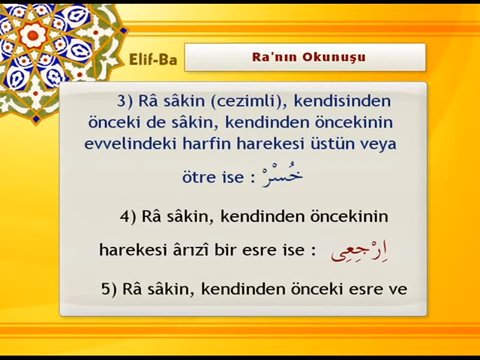 Elif-Ba
Ra'nın Okunuşu
3) Râ sâkin (cezimli), kendisinden
önceki de sâkin, kendinden öncekinin
evvelindeki harfin harekesi üstün veya
ötre ise : خُسْرْ
4) Râ sâkin, kendinden öncekinin
harekesi ârızî bir esre ise : اِرْجِعِى
5) Râ sâkin, kendinden önceki esre ve